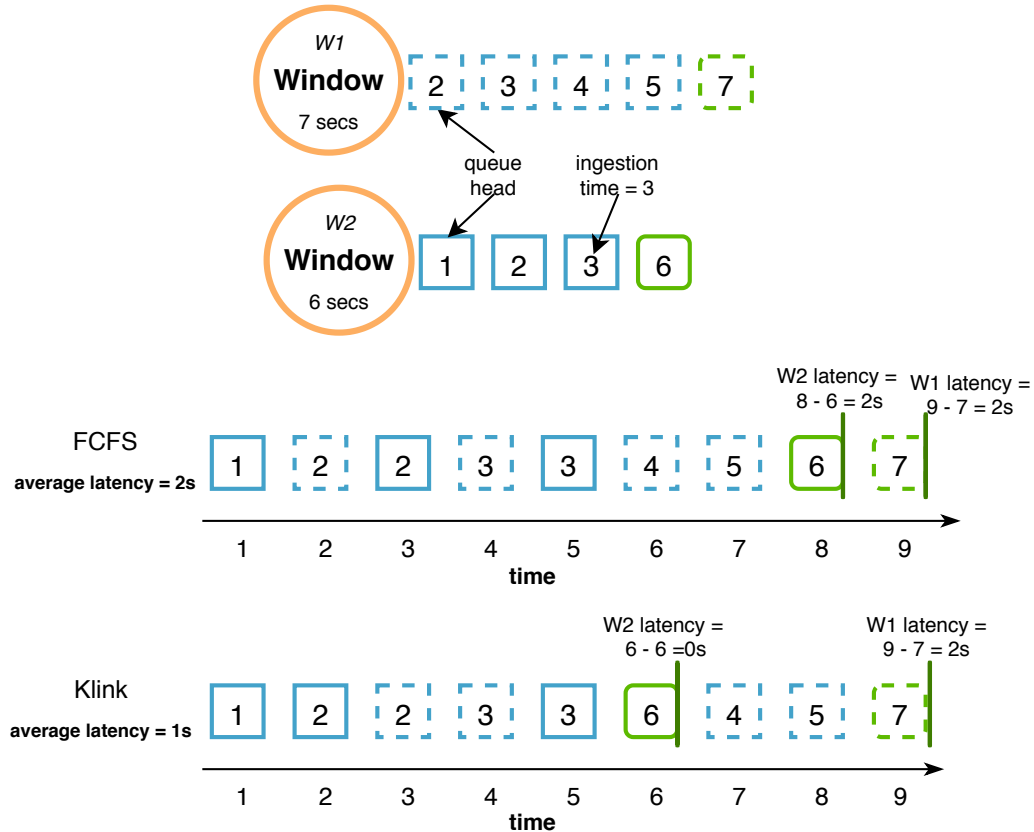 W1
Window
7 secs
2 3 4 5 7
queue
head
ingestion
time = 3
W2
Window
6 secs
1 2 3 6
W2 latency =
8 - 6 = 2s
W1 latency =
9 - 7 = 2s
FCFS
average latency = 2s
1 2 2 3 3 4 5 6 7
1 2 3 4 5 6 7 8 9
time
W2 latency =
6 - 6 =0s
W1 latency =
9 - 7 = 2s
Klink
average latency = 1s
1 2 2 3 3 6 4 5 7
1 2 3 4 5 6 7 8 9
time